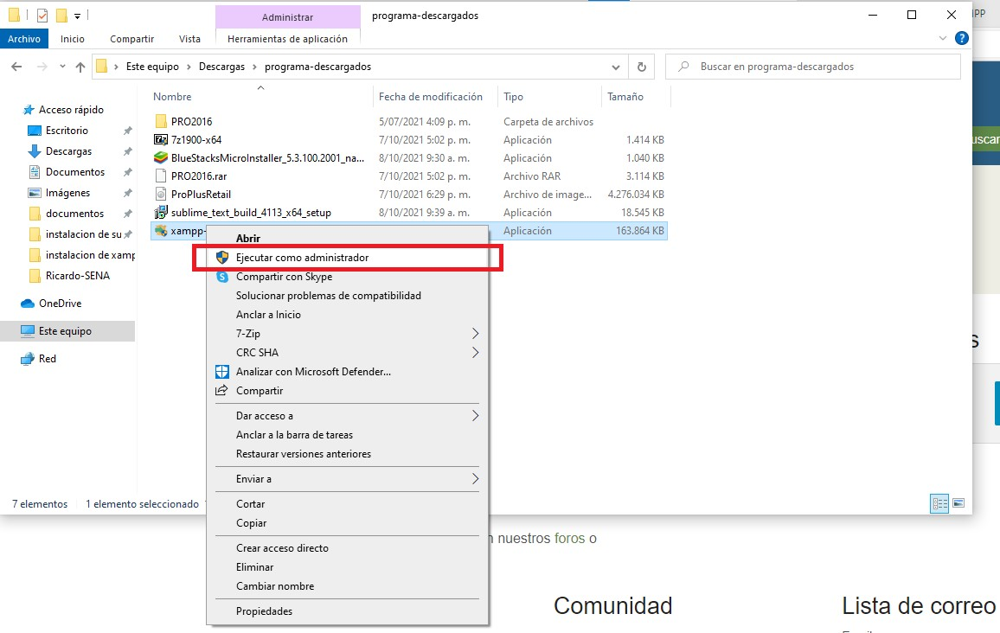 Administrar
programa-descargados
PP
Archivo
Inicio
Compartir
Vista
Herramientas de aplicación
?
Este equipo
Descargas
programa-descargados
Buscar en programa-descargados
Nombre
Fecha de modificación
Tipo
Tamaño
Acceso rápido
Escritorio
Descargas
Documentos
Imágenes
documentos
instalacion de su
instalacion de xamp
Ricardo-SENA
OneDrive
Este equipo
Red
PRO2016 5/07/2021 4:09 p. m. Carpeta de archivos
7z1900-x64 7/10/2021 5:02 p. m. Aplicación 1.414 KB
BlueStacksMicroInstaller_5.3.100.2001_na... 8/10/2021 9:30 a. m. Aplicación 1.040 KB
PRO2016.rar 7/10/2021 5:02 p. m. Archivo RAR 3.114 KB
ProPlusRetail 7/10/2021 6:29 p. m. Archivo de image... 4.276.034 KB
sublime_text_build_4113_x64_setup 8/10/2021 9:39 a. m. Aplicación 18.545 KB
xampp- Aplicación 163.864 KB
uscar
s
Abrir
Ejecutar como administrador
Compartir con Skype
Solucionar problemas de compatibilidad
Anclar a Inicio
7-Zip
CRC SHA
Analizar con Microsoft Defender...
Compartir
Dar acceso a
Anclar a la barra de tareas
Restaurar versiones anteriores
Enviar a
Cortar
Copiar
Crear acceso directo
Eliminar
Cambiar nombre
Propiedades
7 elementos
1 elemento seleccionado
n nuestros foros o
Comunidad
Lista de correo